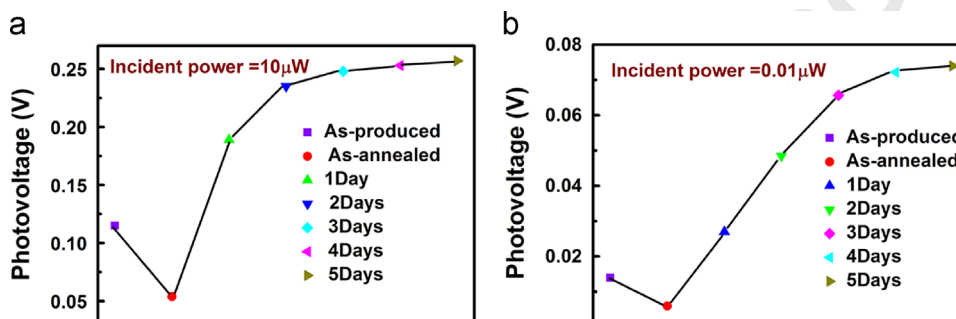 a
Incident power =10μW
Photovoltage (V)
0.25
0.20
0.15
0.10
0.05
As-produced
As-annealed
1Day
2Days
3Days
4Days
5Days
b
Incident power =0.01μW
Photovoltage (V)
0.08
0.06
0.04
0.02
As-produced
As-annealed
1Day
2Days
3Days
4Days
5Days